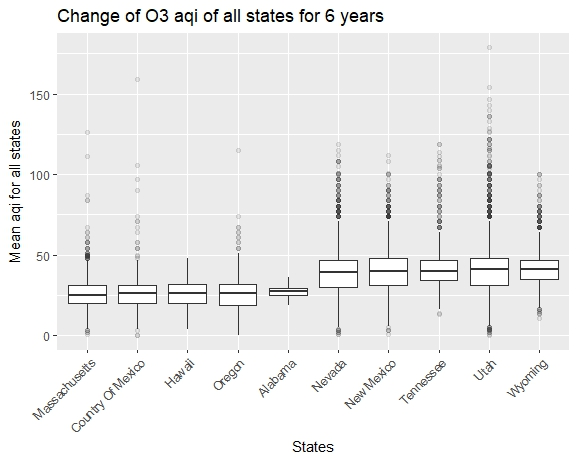 Change of O3 aqi of all states for 6 years
Mean aqi for all states
150
100
50
0
Massachusetts
Country Of Mexico
Hawaii
Oregon
Alabama
Nevada
New Mexico
Tennessee
Utah
Wyoming
States